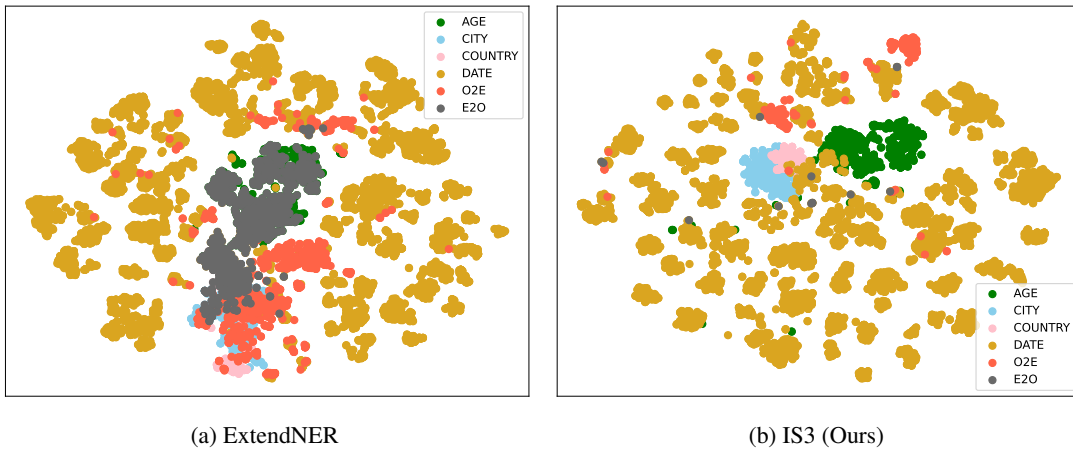 AGE
CITY
COUNTRY
DATE
O2E
E2O
AGE
CITY
COUNTRY
DATE
O2E
E2O
(a) ExtendNER
(b) IS3 (Ours)